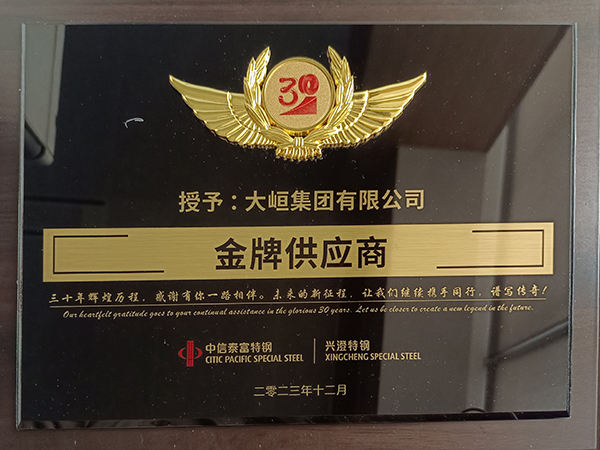 30
授予：大峘集团有限公司
金牌供应商
三十年辉煌历程，感谢有你一路相伴。未来的新征程，让我们继续携手同行，谱写传奇！
Our heartfelt gratitude goes to your continual assistance in the glorious 30 years. Let us be closer to create a new legend in the future.
中信泰富特钢 兴澄特钢
CITIC PACIFIC SPECIAL STEEL XINGCHENG SPECIAL STEEL
二零二三年十二月